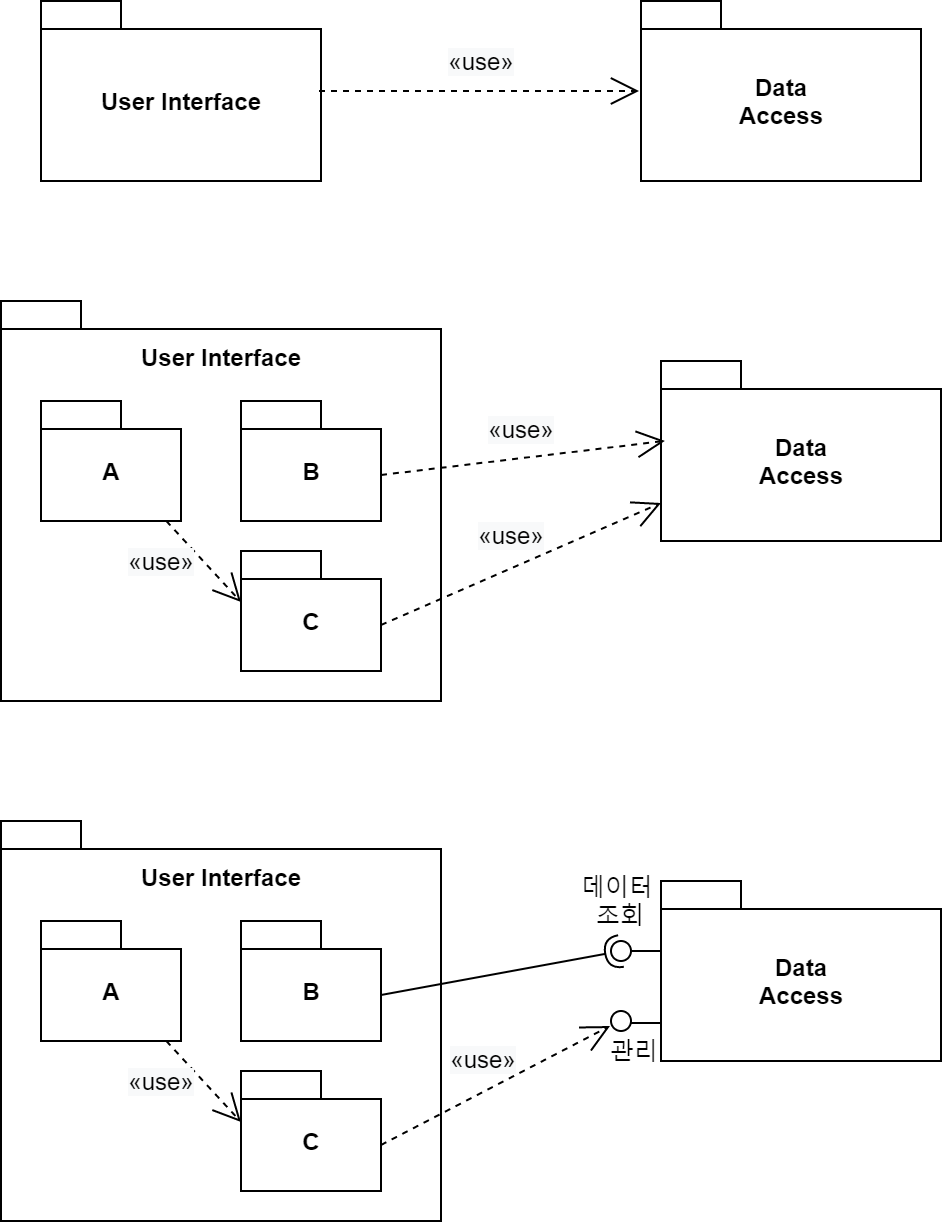 «use»
User Interface
Data
Access
User Interface
A
B
«use»
Data
Access
«use»
«use»
C
User Interface
데이터
조회
A
B
Data
Access
«use»
«use»
관리
C